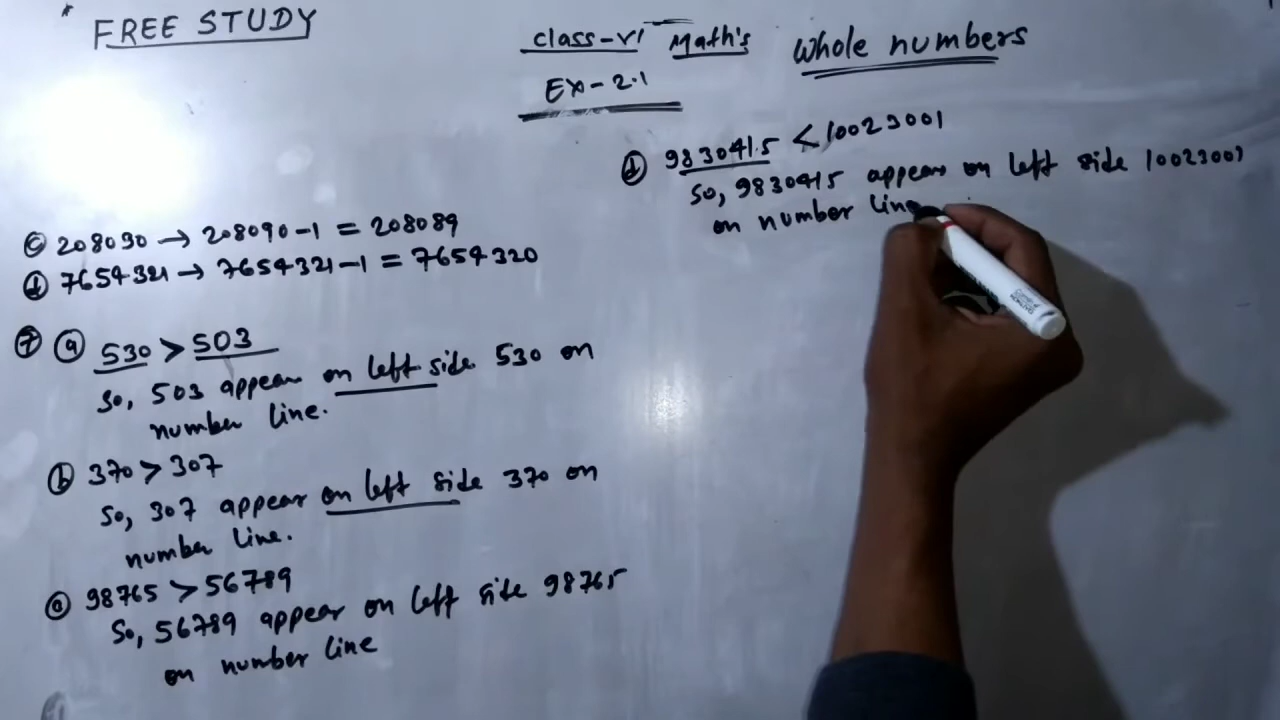 FREE STUDY
class-VI Math's Whole numbers
Ex-2.1
(c) 208090 → 208090-1 = 208089
(d) 7654321 → 7654321-1 = 7654320
(7) (a) 530 > 503
So, 503 appear on left side 530 on
number line.
(b) 370 > 307
So, 307 appear on left side 370 on
number line.
(c) 98765 > 56789
So, 56789 appear on left side 98765
on number line
(d) 9830415 < 10023001
So, 9830415 appear on left side 10023001
on number line